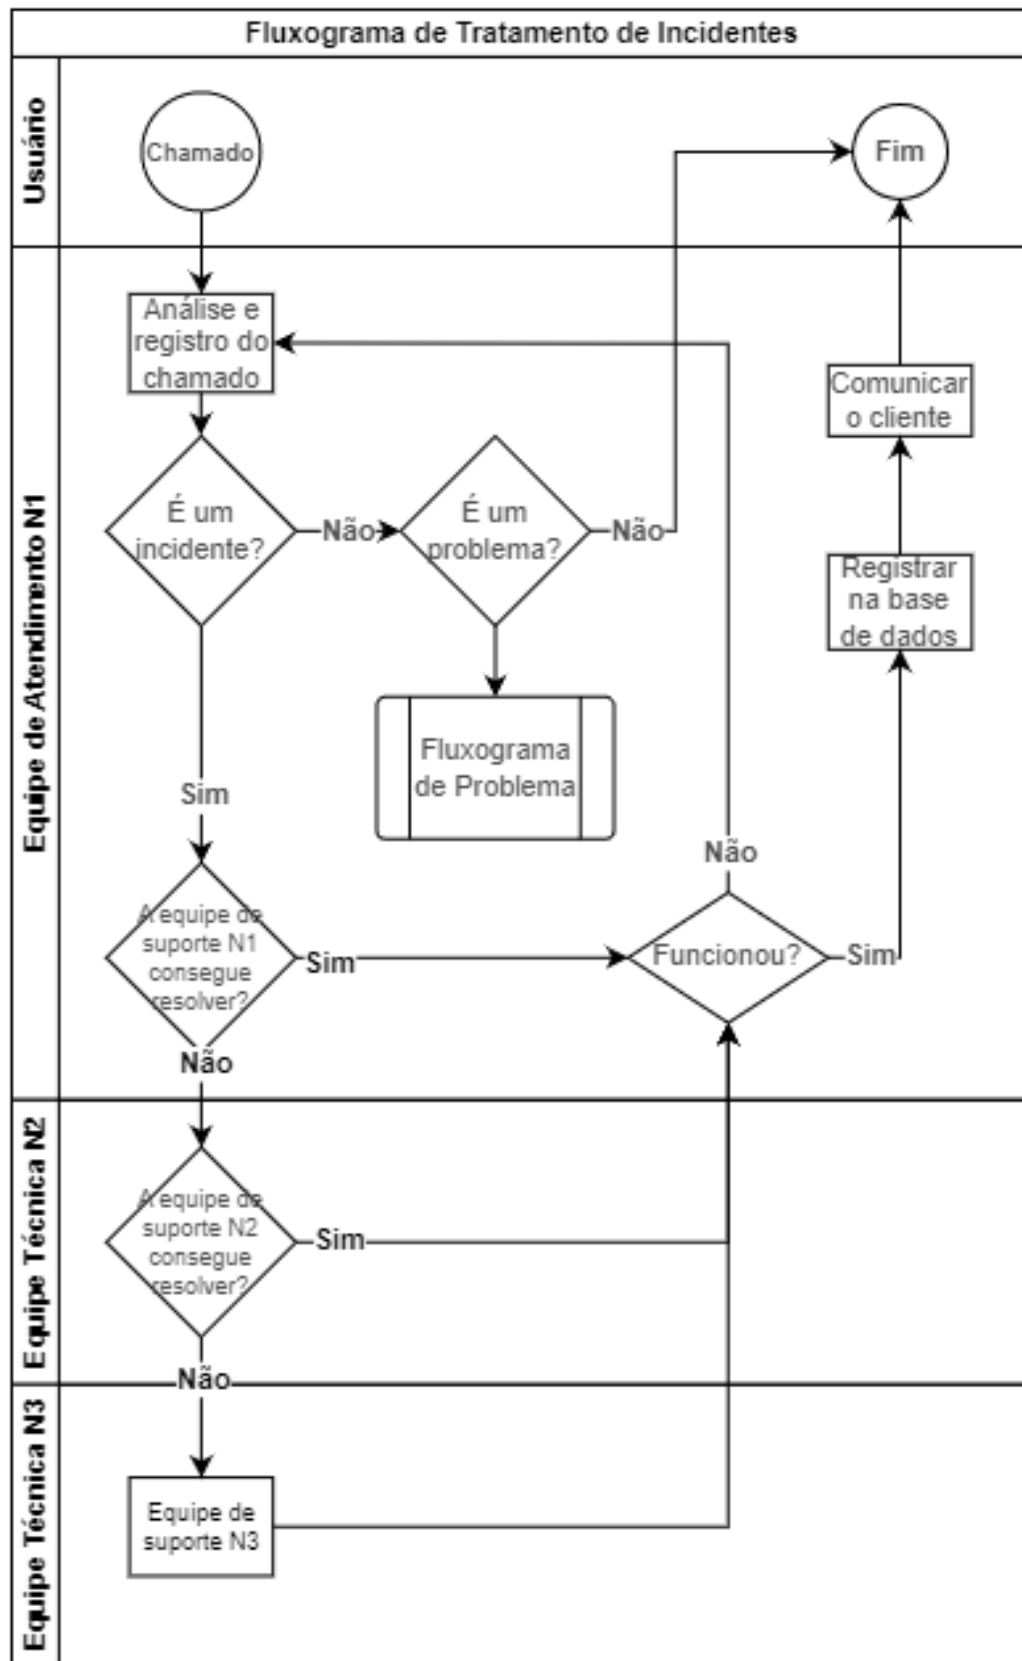 Fluxograma de Tratamento de Incidentes
Usuário
Chamado
Fim
Equipe de Atendimento N1
Análise e
registro do
chamado
Comunicar
o cliente
É um
incidente?
Não
É um
problema?
Não
Registrar
na base
de dados
Fluxograma
de Problema
Sim
Não
A equipe de
suporte N1
consegue
resolver?
Sim
Funcionou?
Sim
Não
Equipe Técnica N2
A equipe de
suporte N2
consegue
resolver?
Sim
Não
Equipe Técnica N3
Equipe de
suporte N3